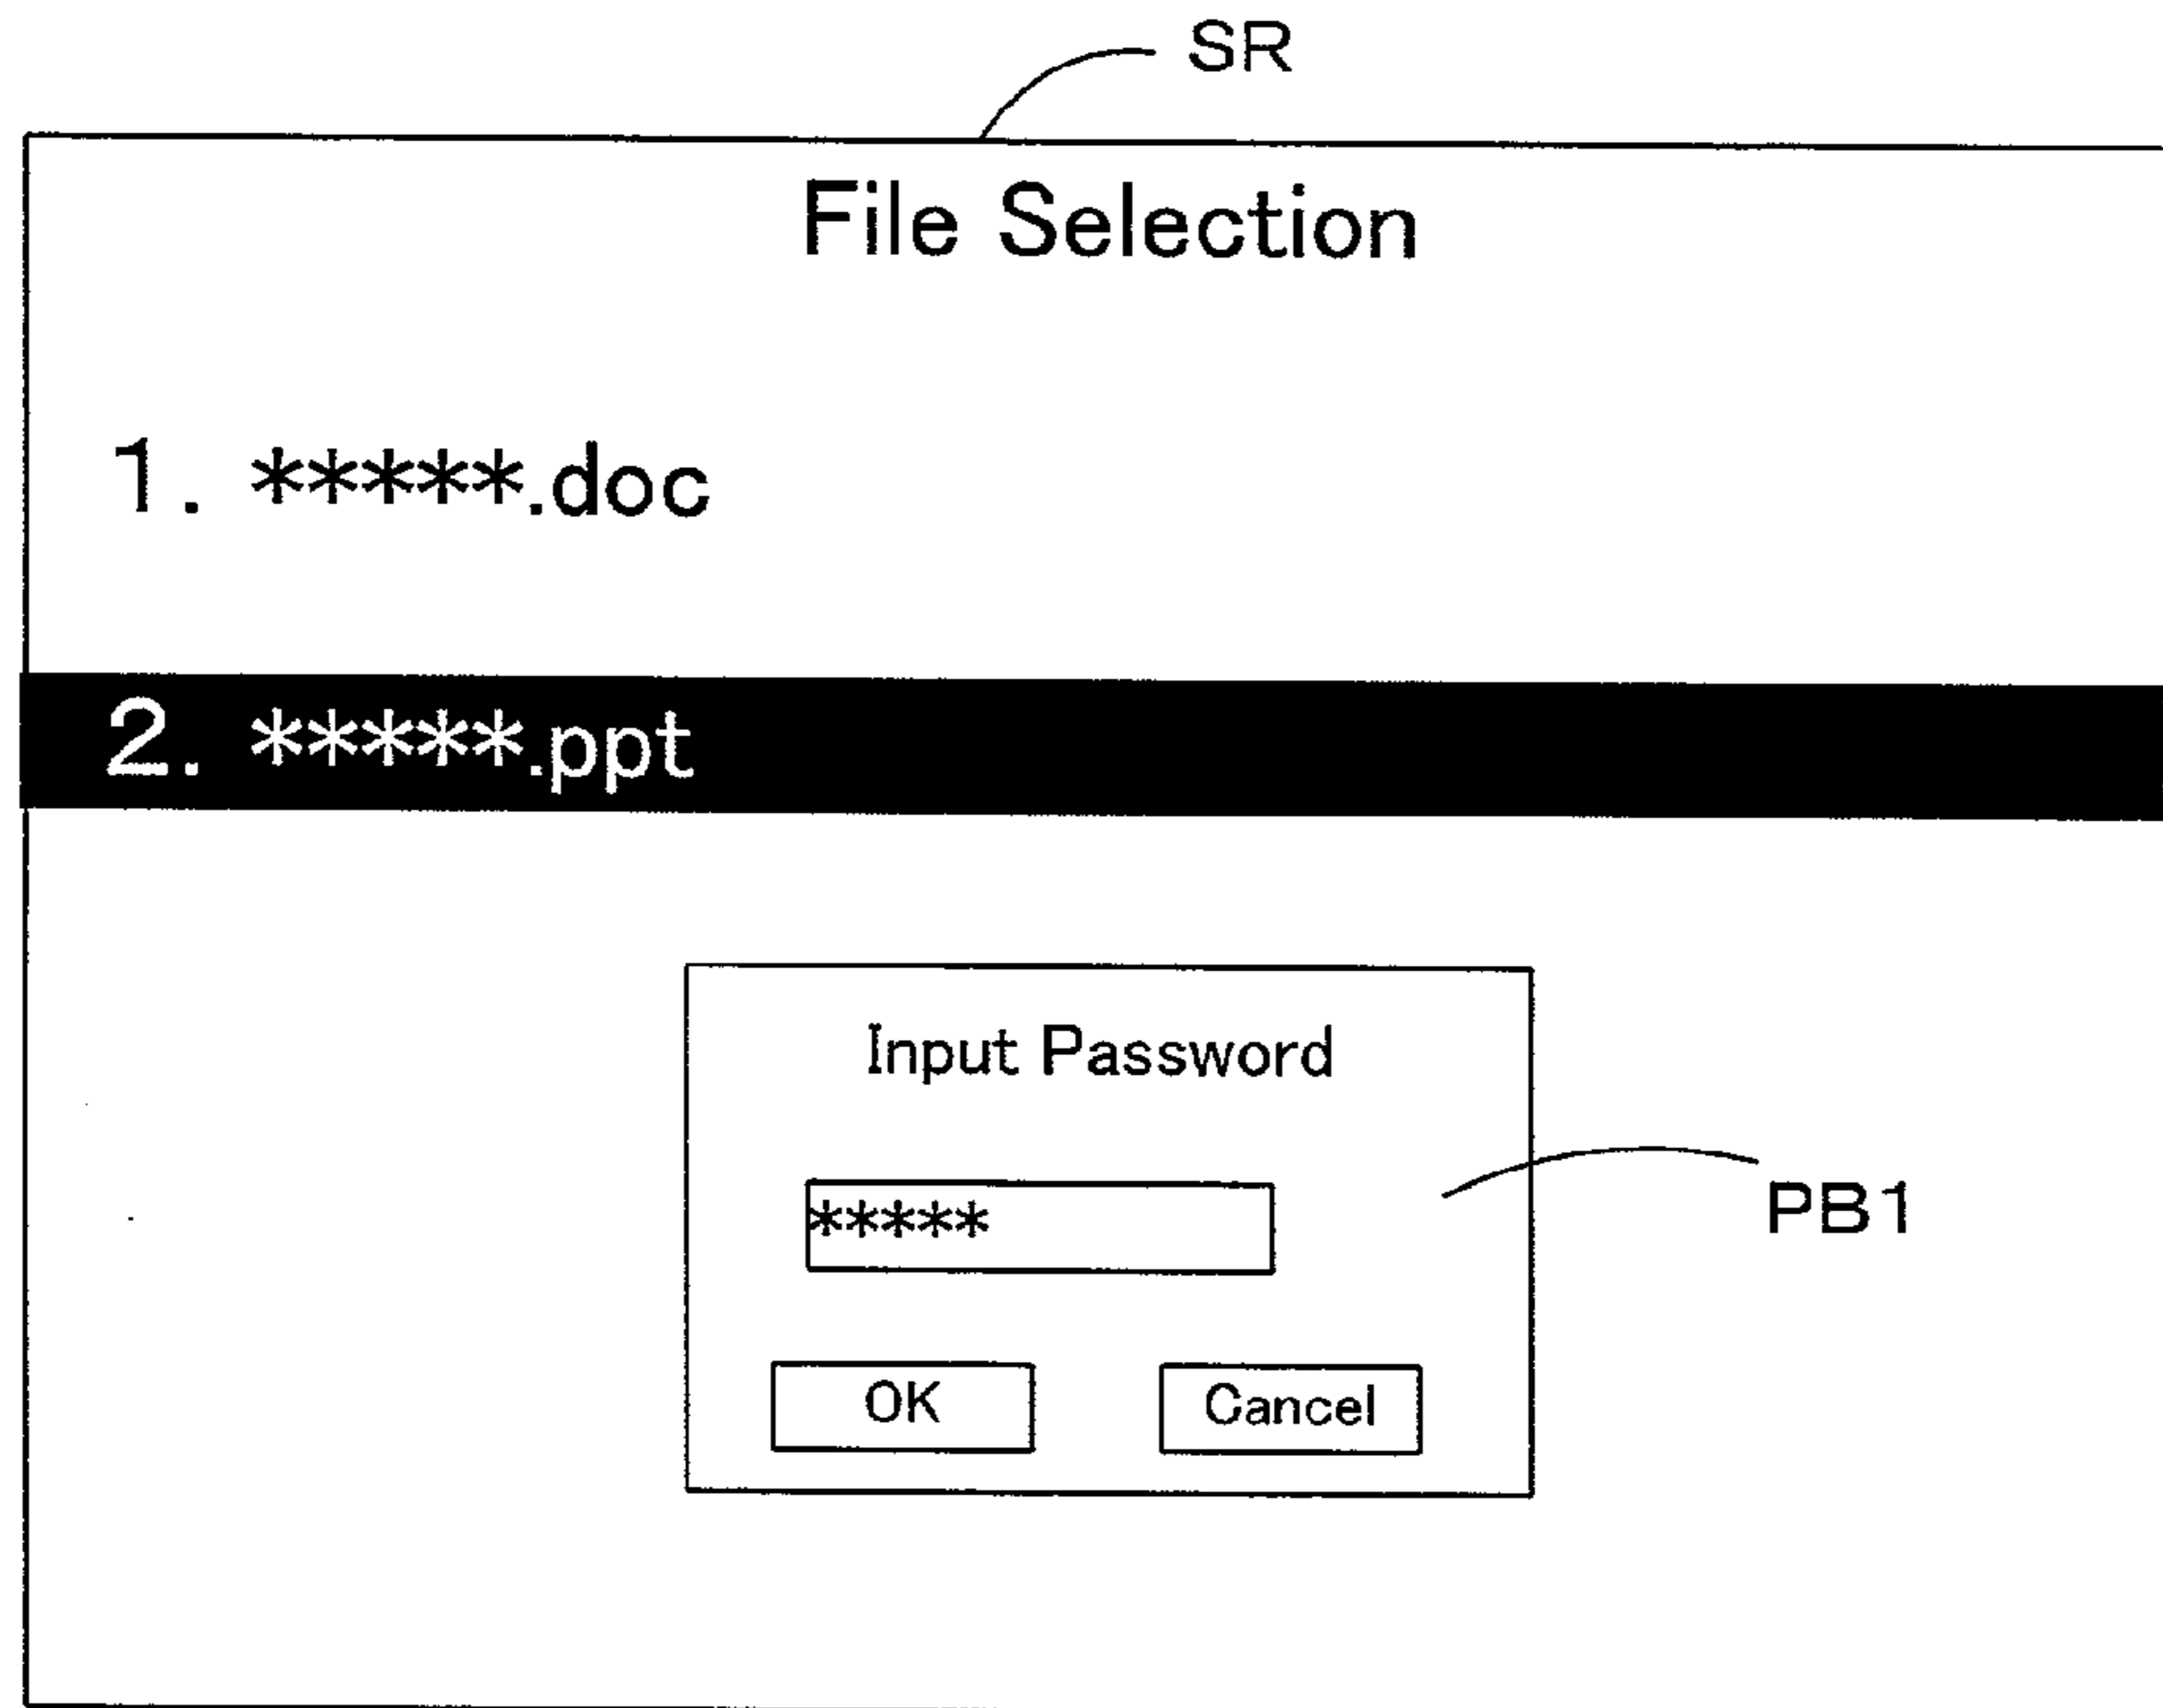 SR
File Selection
1. *****.doc
2. *****.ppt
Input Password
*****
PB1
OK
Cancel